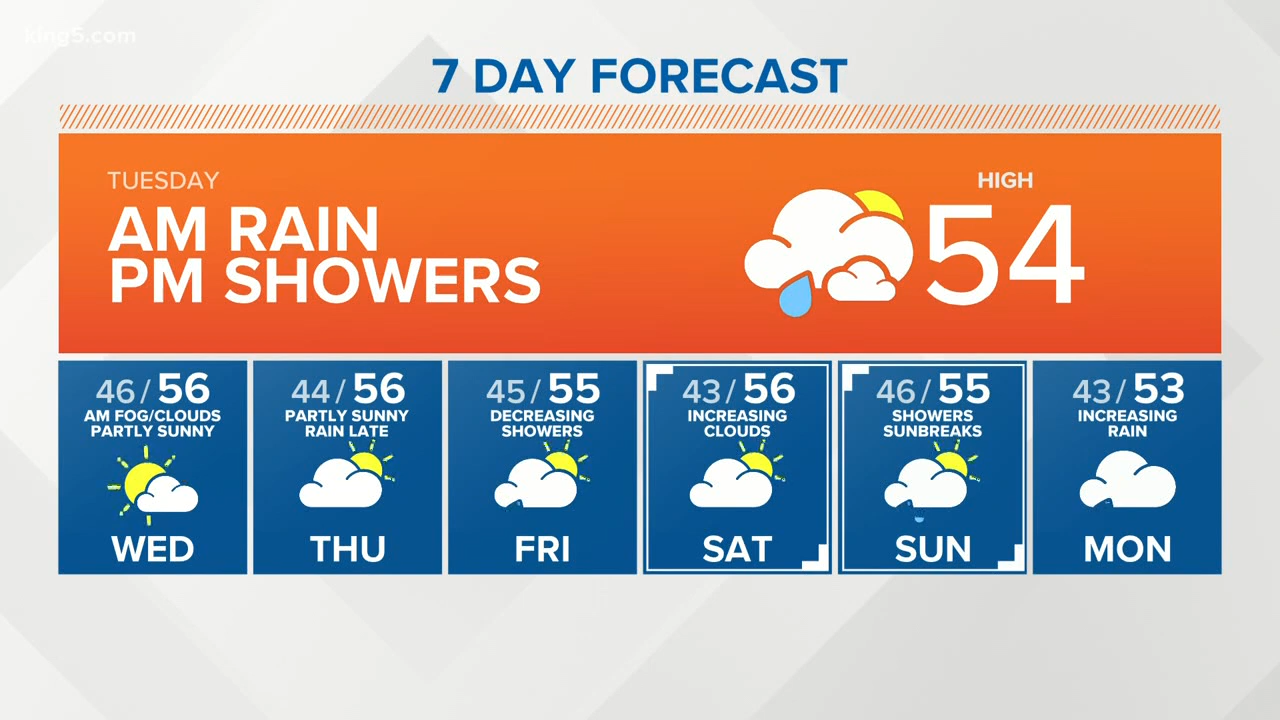 king5.com
7 DAY FORECAST
TUESDAY
AM RAIN
PM SHOWERS
HIGH
54
46 / 56
AM FOG/CLOUDS
PARTLY SUNNY
WED
44 / 56
PARTLY SUNNY
RAIN LATE
THU
45 / 55
DECREASING
SHOWERS
FRI
43 / 56
INCREASING
CLOUDS
SAT
46 / 55
SHOWERS
SUNBREAKS
SUN
43 / 53
INCREASING
RAIN
MON